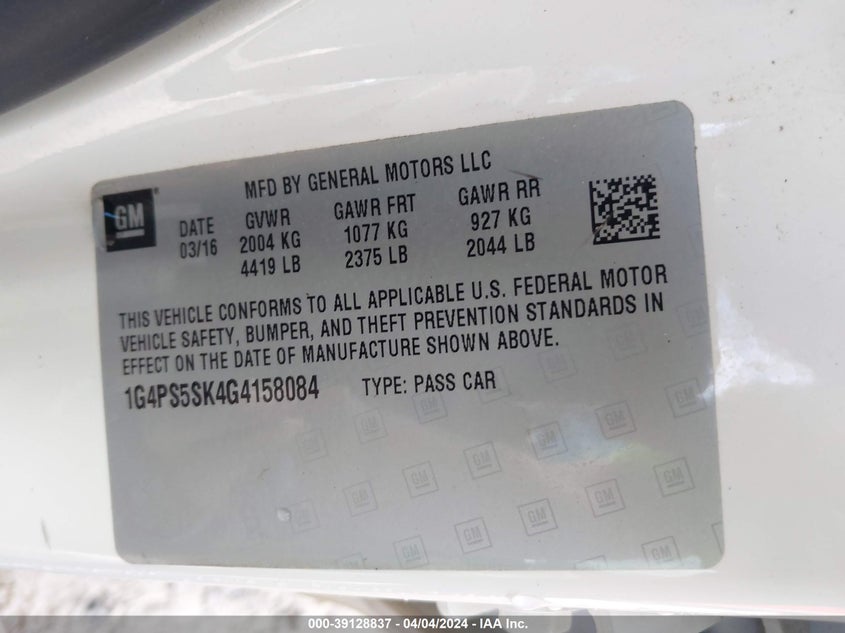 MFD BY GENERAL MOTORS LLC
GM
DATE GVWR GAWR FRT GAWR RR
03/16 2004 KG 1077 KG 927 KG
4419 LB 2375 LB 2044 LB
THIS VEHICLE CONFORMS TO ALL APPLICABLE U.S. FEDERAL MOTOR
VEHICLE SAFETY, BUMPER, AND THEFT PREVENTION STANDARDS IN
EFFECT ON THE DATE OF MANUFACTURE SHOWN ABOVE.
1G4PS5SK4G4158084 TYPE: PASS CAR
000-39128837 - 04/04/2024 - IAA Inc.